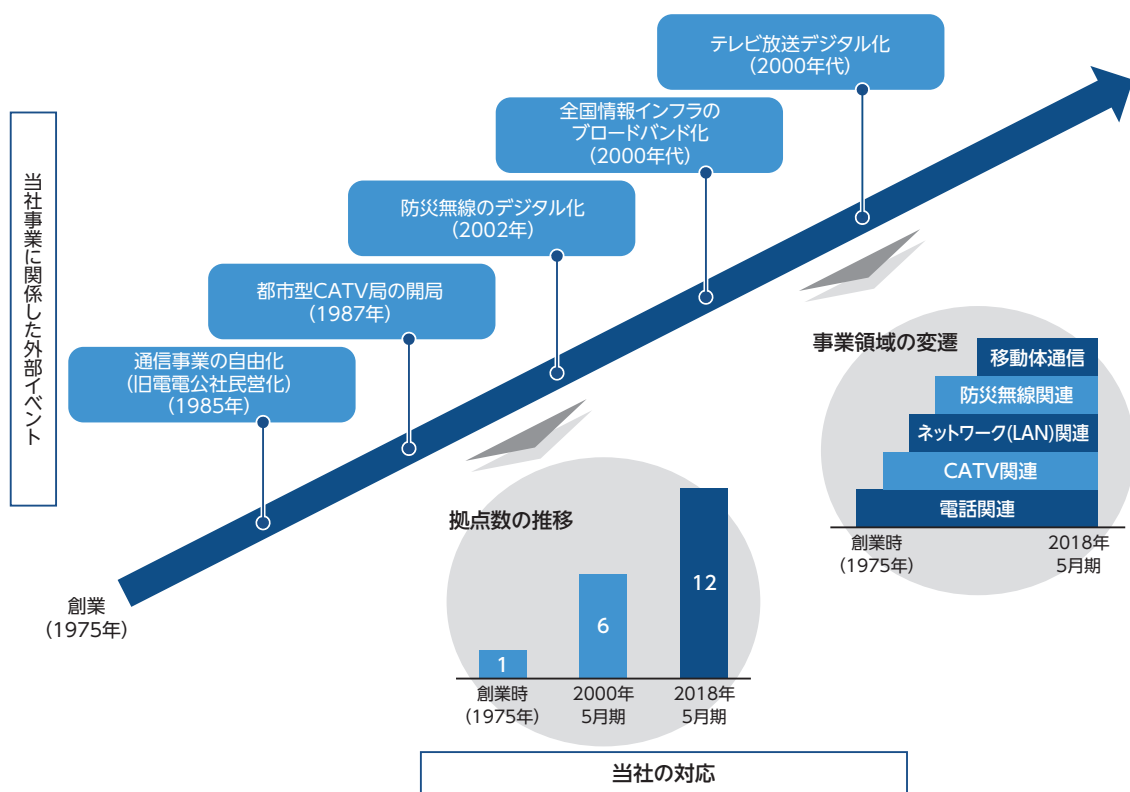 テレビ放送デジタル化
(2000年代)
全国情報インフラの
ブロードバンド化
(2000年代)
防災無線のデジタル化
(2002年)
都市型CATV局の開局
(1987年)
通信事業の自由化
(旧電電公社民営化)
(1985年)
当社事業に関係した外部イベント
創業
(1975年)
拠点数の推移
1
6
12
創業時
(1975年)
2000年
5月期
2018年
5月期
事業領域の変遷
移動体通信
防災無線関連
ネットワーク(LAN)関連
CATV関連
電話関連
創業時
(1975年)
2018年
5月期
当社の対応